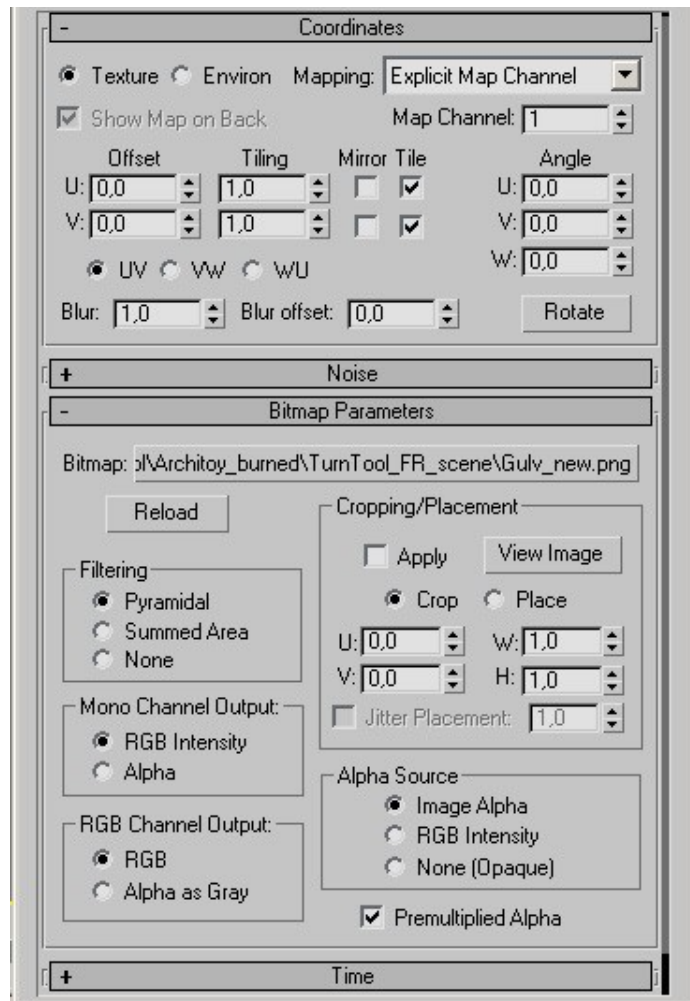 - Coordinates
Texture Environ Mapping: Explicit Map Channel
Show Map on Back Map Channel: 1
Offset Tiling Mirror Tile Angle
U: 0,0 1,0 U: 0,0
V: 0,0 1,0 V: 0,0
UV VW WU W: 0,0
Blur: 1,0 Blur offset: 0,0 Rotate
+ Noise
- Bitmap Parameters
Bitmap: ol\Architoy_burned\TurnTool_FR_scene\Gulv_new.png
Reload
Filtering
Pyramidal
Summed Area
None
Mono Channel Output:
RGB Intensity
Alpha
RGB Channel Output:
RGB
Alpha as Gray
Cropping/Placement
Apply View Image
Crop Place
U: 0,0 W: 1,0
V: 0,0 H: 1,0
Jitter Placement: 1,0
Alpha Source
Image Alpha
RGB Intensity
None (Opaque)
Premultiplied Alpha
+ Time